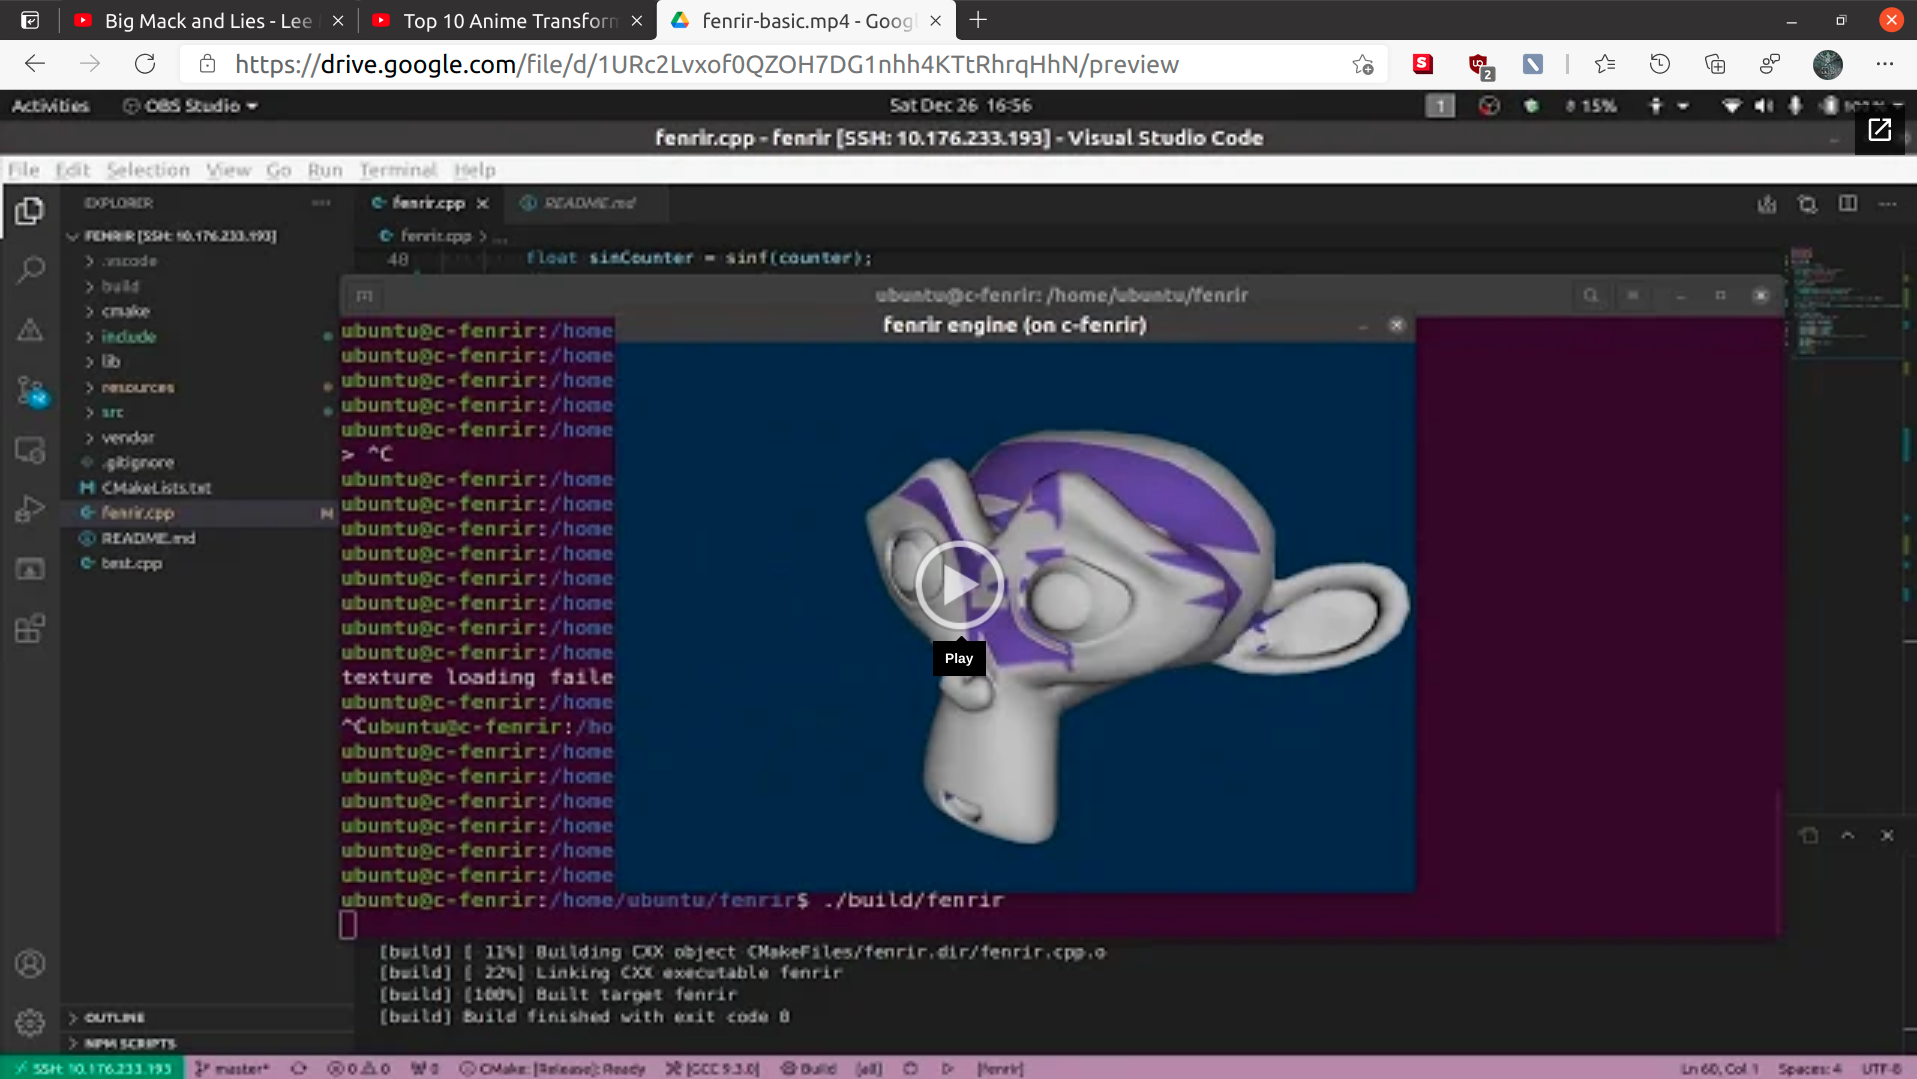 Big Mack and Lies - Lee
Top 10 Anime Transform
fenrir-basic.mp4 - Googl
https://drive.google.com/file/d/1URc2Lvxof0QZOH7DG1nhh4KTtRhrqHhN/preview
2
Activities
OBS Studio
Sat Dec 26 16:56
1
15%
fenrir.cpp - fenrir [SSH: 10.176.233.193] - Visual Studio Code
File Edit Selection View Go Run Terminal Help
EXPLORER
fenrir.cpp
README.md
FENRIR [SSH: 10.176.233.193]
fenrir.cpp > ...
.vscode
48 float sinCounter = sinf(counter);
build
cmake
include
lib
resources
src
vendor
.gitignore
CMakeLists.txt
fenrir.cpp M
README.md
test.cpp
OUTLINE
NPM SCRIPTS
ubuntu@c-fenrir: /home/ubuntu/fenrir
fenrir engine (on c-fenrir)
ubuntu@c-fenrir:/home
ubuntu@c-fenrir:/home
ubuntu@c-fenrir:/home
ubuntu@c-fenrir:/home
ubuntu@c-fenrir:/home
> ^C
ubuntu@c-fenrir:/home
ubuntu@c-fenrir:/home
ubuntu@c-fenrir:/home
ubuntu@c-fenrir:/home
ubuntu@c-fenrir:/home
ubuntu@c-fenrir:/home
ubuntu@c-fenrir:/home
ubuntu@c-fenrir:/home
texture loading faile
ubuntu@c-fenrir:/home
^Cubuntu@c-fenrir:/ho
ubuntu@c-fenrir:/home
ubuntu@c-fenrir:/home
ubuntu@c-fenrir:/home
ubuntu@c-fenrir:/home
ubuntu@c-fenrir:/home
ubuntu@c-fenrir:/home
ubuntu@c-fenrir:/home/ubuntu/fenrir$ ./build/fenrir
Play
[build] [ 11%] Building CXX object CMakeFiles/fenrir.dir/fenrir.cpp.o
[build] [ 22%] Linking CXX executable fenrir
[build] [100%] Built target fenrir
[build] Build finished with exit code 0
SSH: 10.176.233.193
master*
0 0
0
CMake: [Release]: Ready
[GCC 9.3.0]
Build
[all]
[fenrir]
Ln 60, Col 1
Spaces: 4
UTF-8